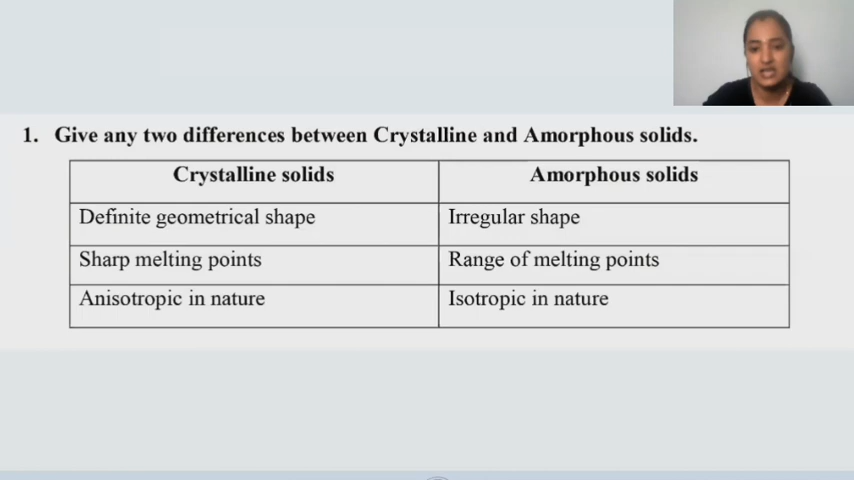 1. Give any two differences between Crystalline and Amorphous solids.
Crystalline solids Amorphous solids
Definite geometrical shape Irregular shape
Sharp melting points Range of melting points
Anisotropic in nature Isotropic in nature